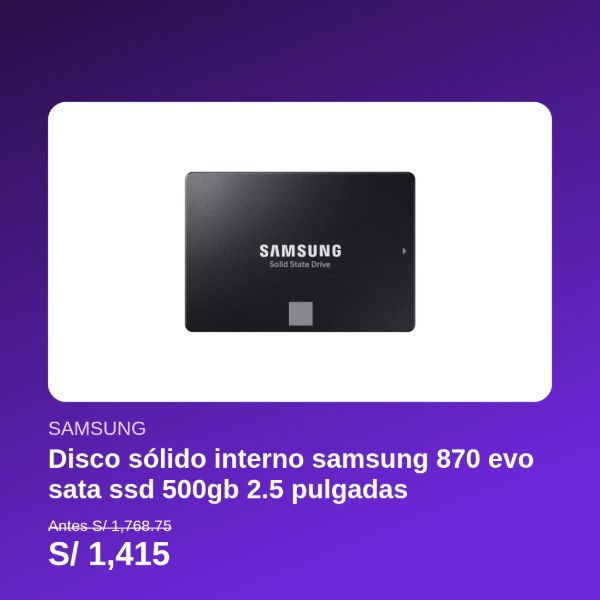 SAMSUNG
Solid State Drive
SAMSUNG
Disco sólido interno samsung 870 evo
sata ssd 500gb 2.5 pulgadas
Antes S/ 1,768.75
S/ 1,415